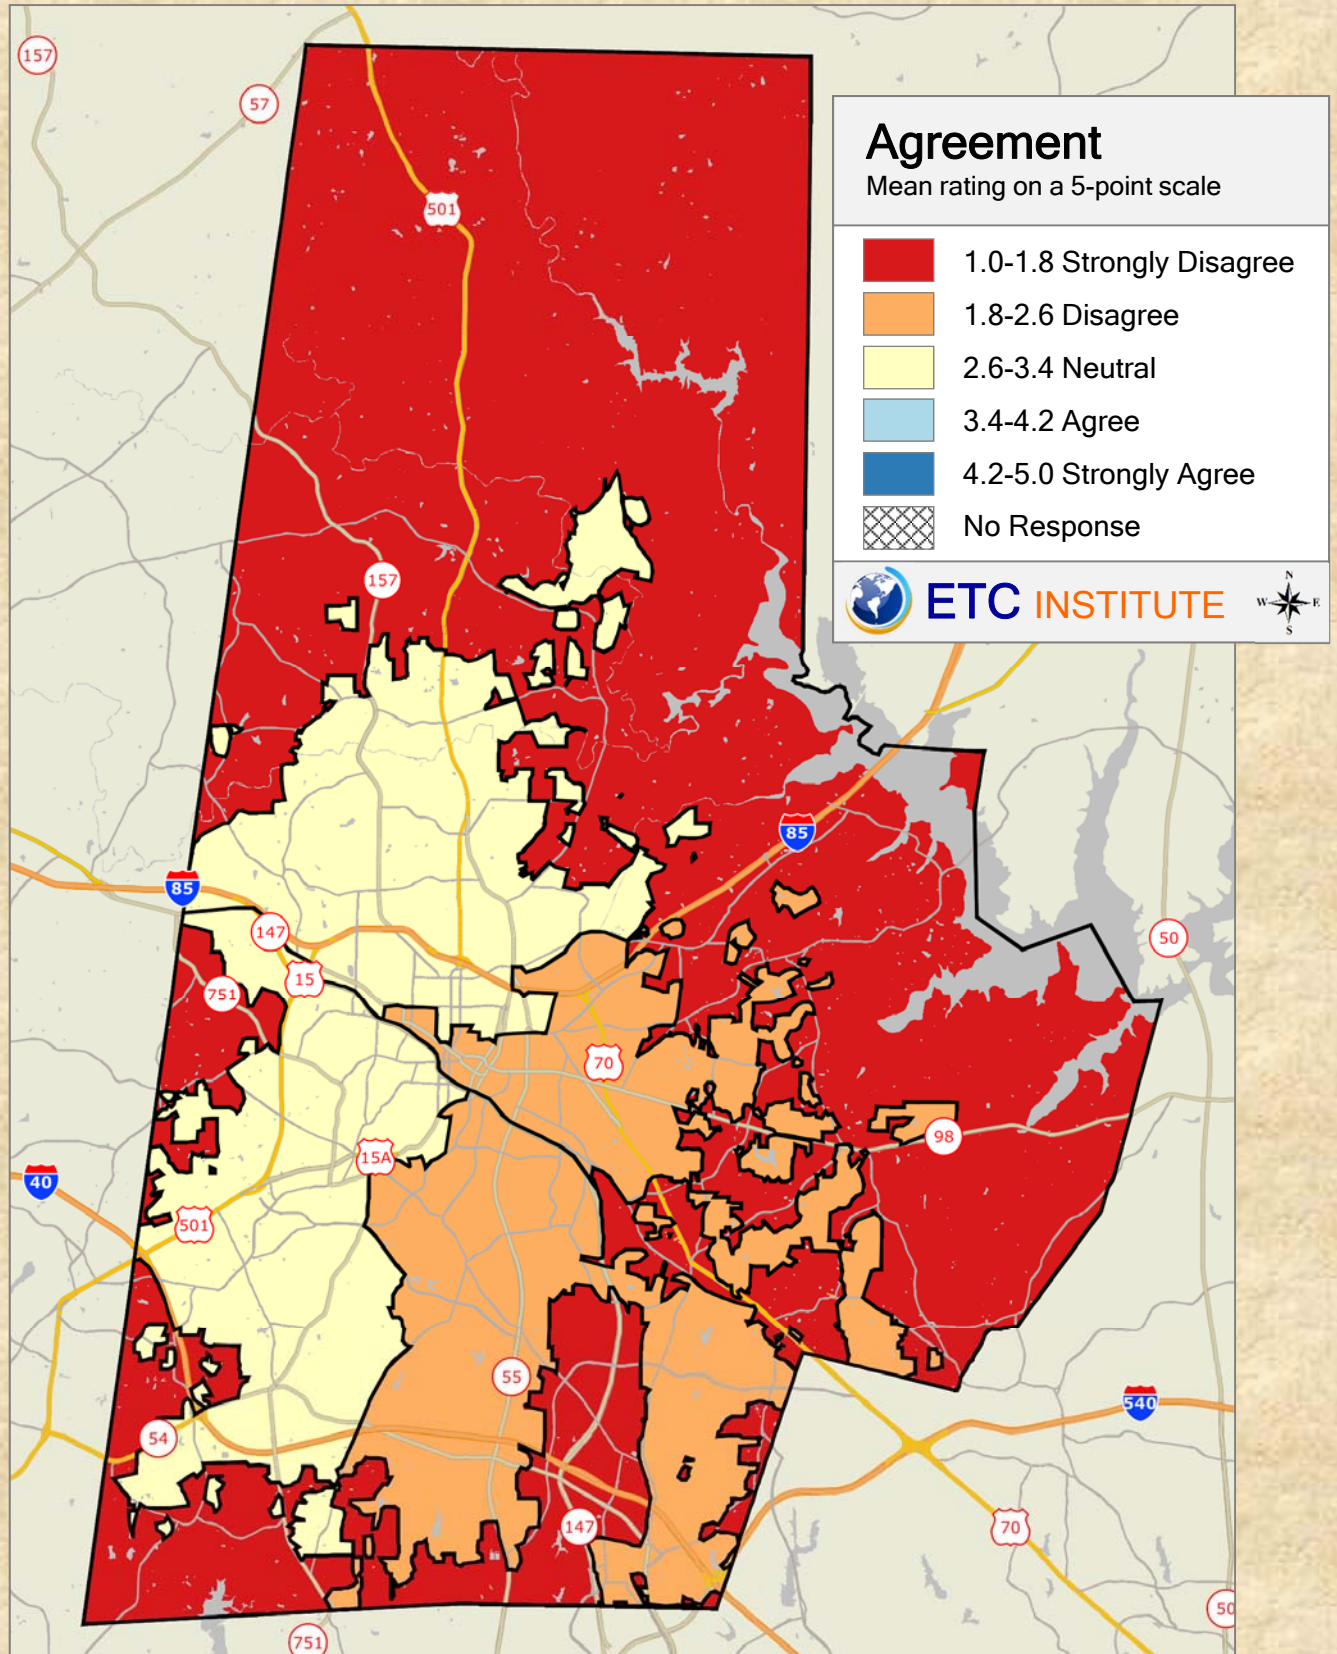 157
57
501
Agreement
Mean rating on a 5-point scale
1.0-1.8 Strongly Disagree
1.8-2.6 Disagree
2.6-3.4 Neutral
3.4-4.2 Agree
4.2-5.0 Strongly Agree
No Response
ETC INSTITUTE
N
W E
S
157
85
85
147
50
15
751
70
98
15A
40
501
55
540
54
147
70
50
751